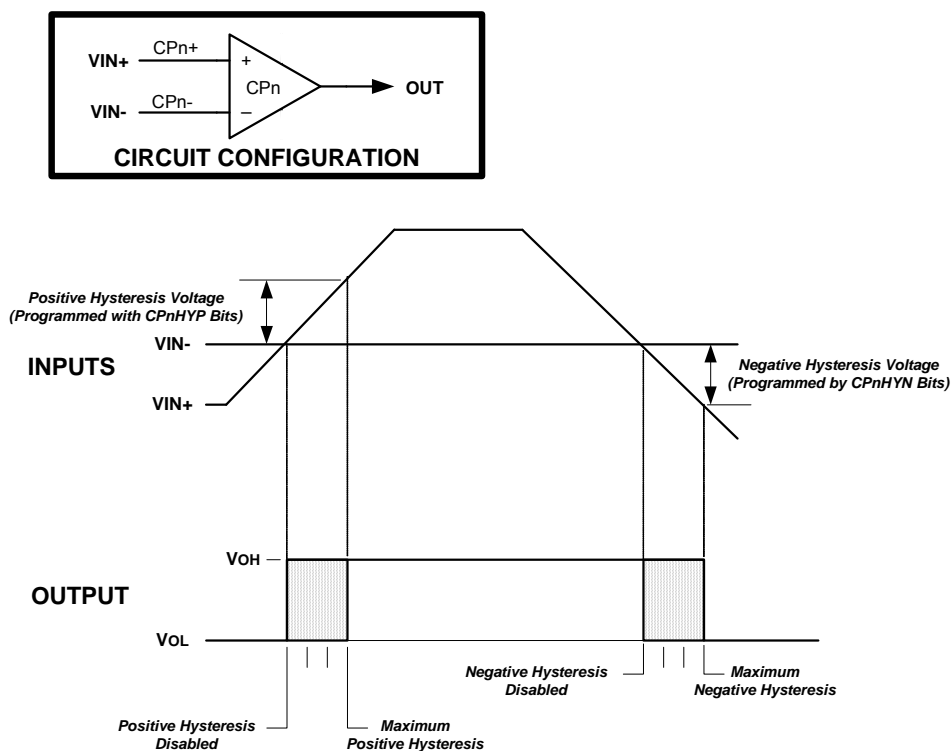 VIN+
CPn+
+
CPn
OUT
VIN-
CPn-
_
CIRCUIT CONFIGURATION
Positive Hysteresis Voltage
(Programmed with CPnHYP Bits)
VIN-
INPUTS
VIN+
Negative Hysteresis Voltage
(Programmed by CPnHYN Bits)
VOH
OUTPUT
VOL
Negative Hysteresis
Disabled
Maximum
Negative Hysteresis
Positive Hysteresis
Disabled
Maximum
Positive Hysteresis